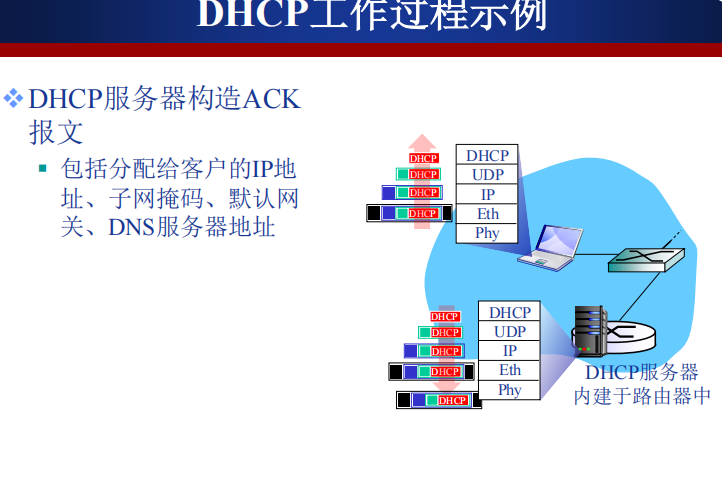 DHCP工作过程示例
DHCP服务器构造ACK
报文
包括分配给客户的IP地
址、子网掩码、默认网
关、DNS服务器地址
DHCP
DHCP
DHCP
DHCP
DHCP
UDP
IP
Eth
Phy
DHCP
DHCP
DHCP
DHCP
DHCP
DHCP
UDP
IP
Eth
Phy
DHCP服务器
内建于路由器中